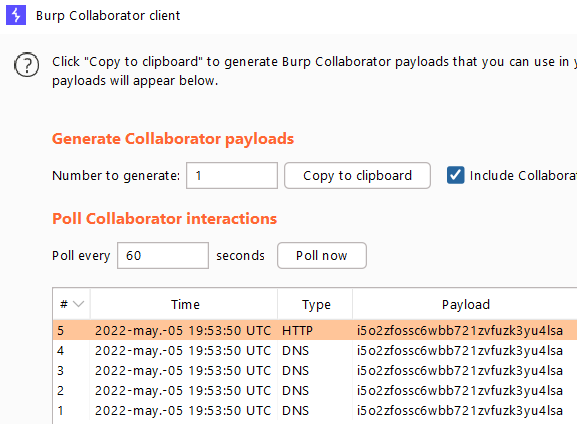 Burp Collaborator client
Click "Copy to clipboard" to generate Burp Collaborator payloads that you can use in
payloads will appear below.
Generate Collaborator payloads
Number to generate: 1 Copy to clipboard Include
Poll Collaborator interactions
Poll every 60 seconds Poll now
# Time Type Payload
5 2022-may.-05 19:53:50 UTC HTTP i5o2zfossc6wbb721zvfuzk3yu4lsa
4 2022-may.-05 19:53:50 UTC DNS i5o2zfossc6wbb721zvfuzk3yu4lsa
3 2022-may.-05 19:53:50 UTC DNS i5o2zfossc6wbb721zvfuzk3yu4lsa
2 2022-may.-05 19:53:50 UTC DNS i5o2zfossc6wbb721zvfuzk3yu4lsa
1 2022-may.-05 19:53:50 UTC DNS i5o2zfossc6wbb721zvfuzk3yu4lsa